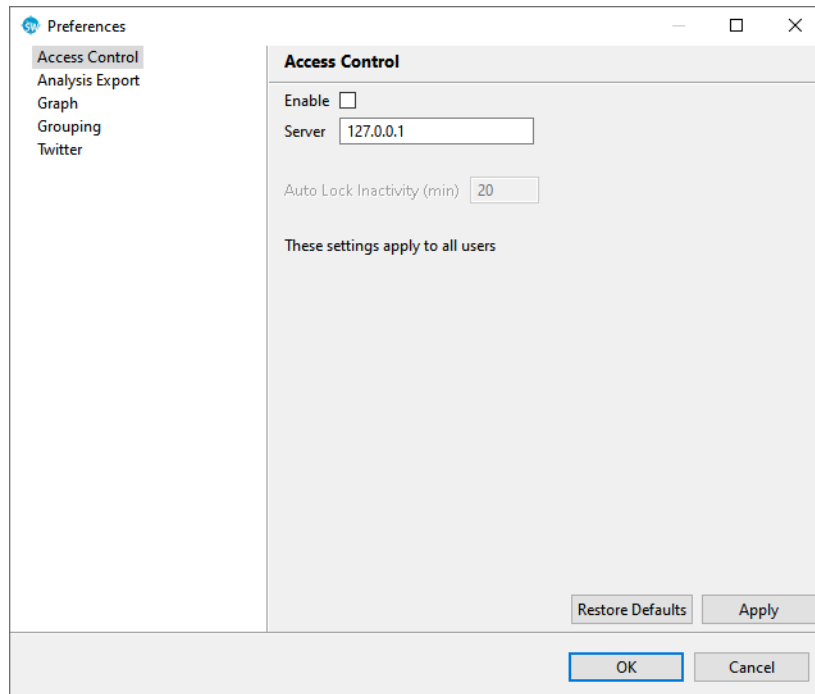 Preferences
Access Control
Analysis Export
Graph
Grouping
Twitter
Access Control
Enable
Server 127.0.0.1
Auto Lock Inactivity (min) 20
These settings apply to all users
Restore Defaults Apply
OK Cancel